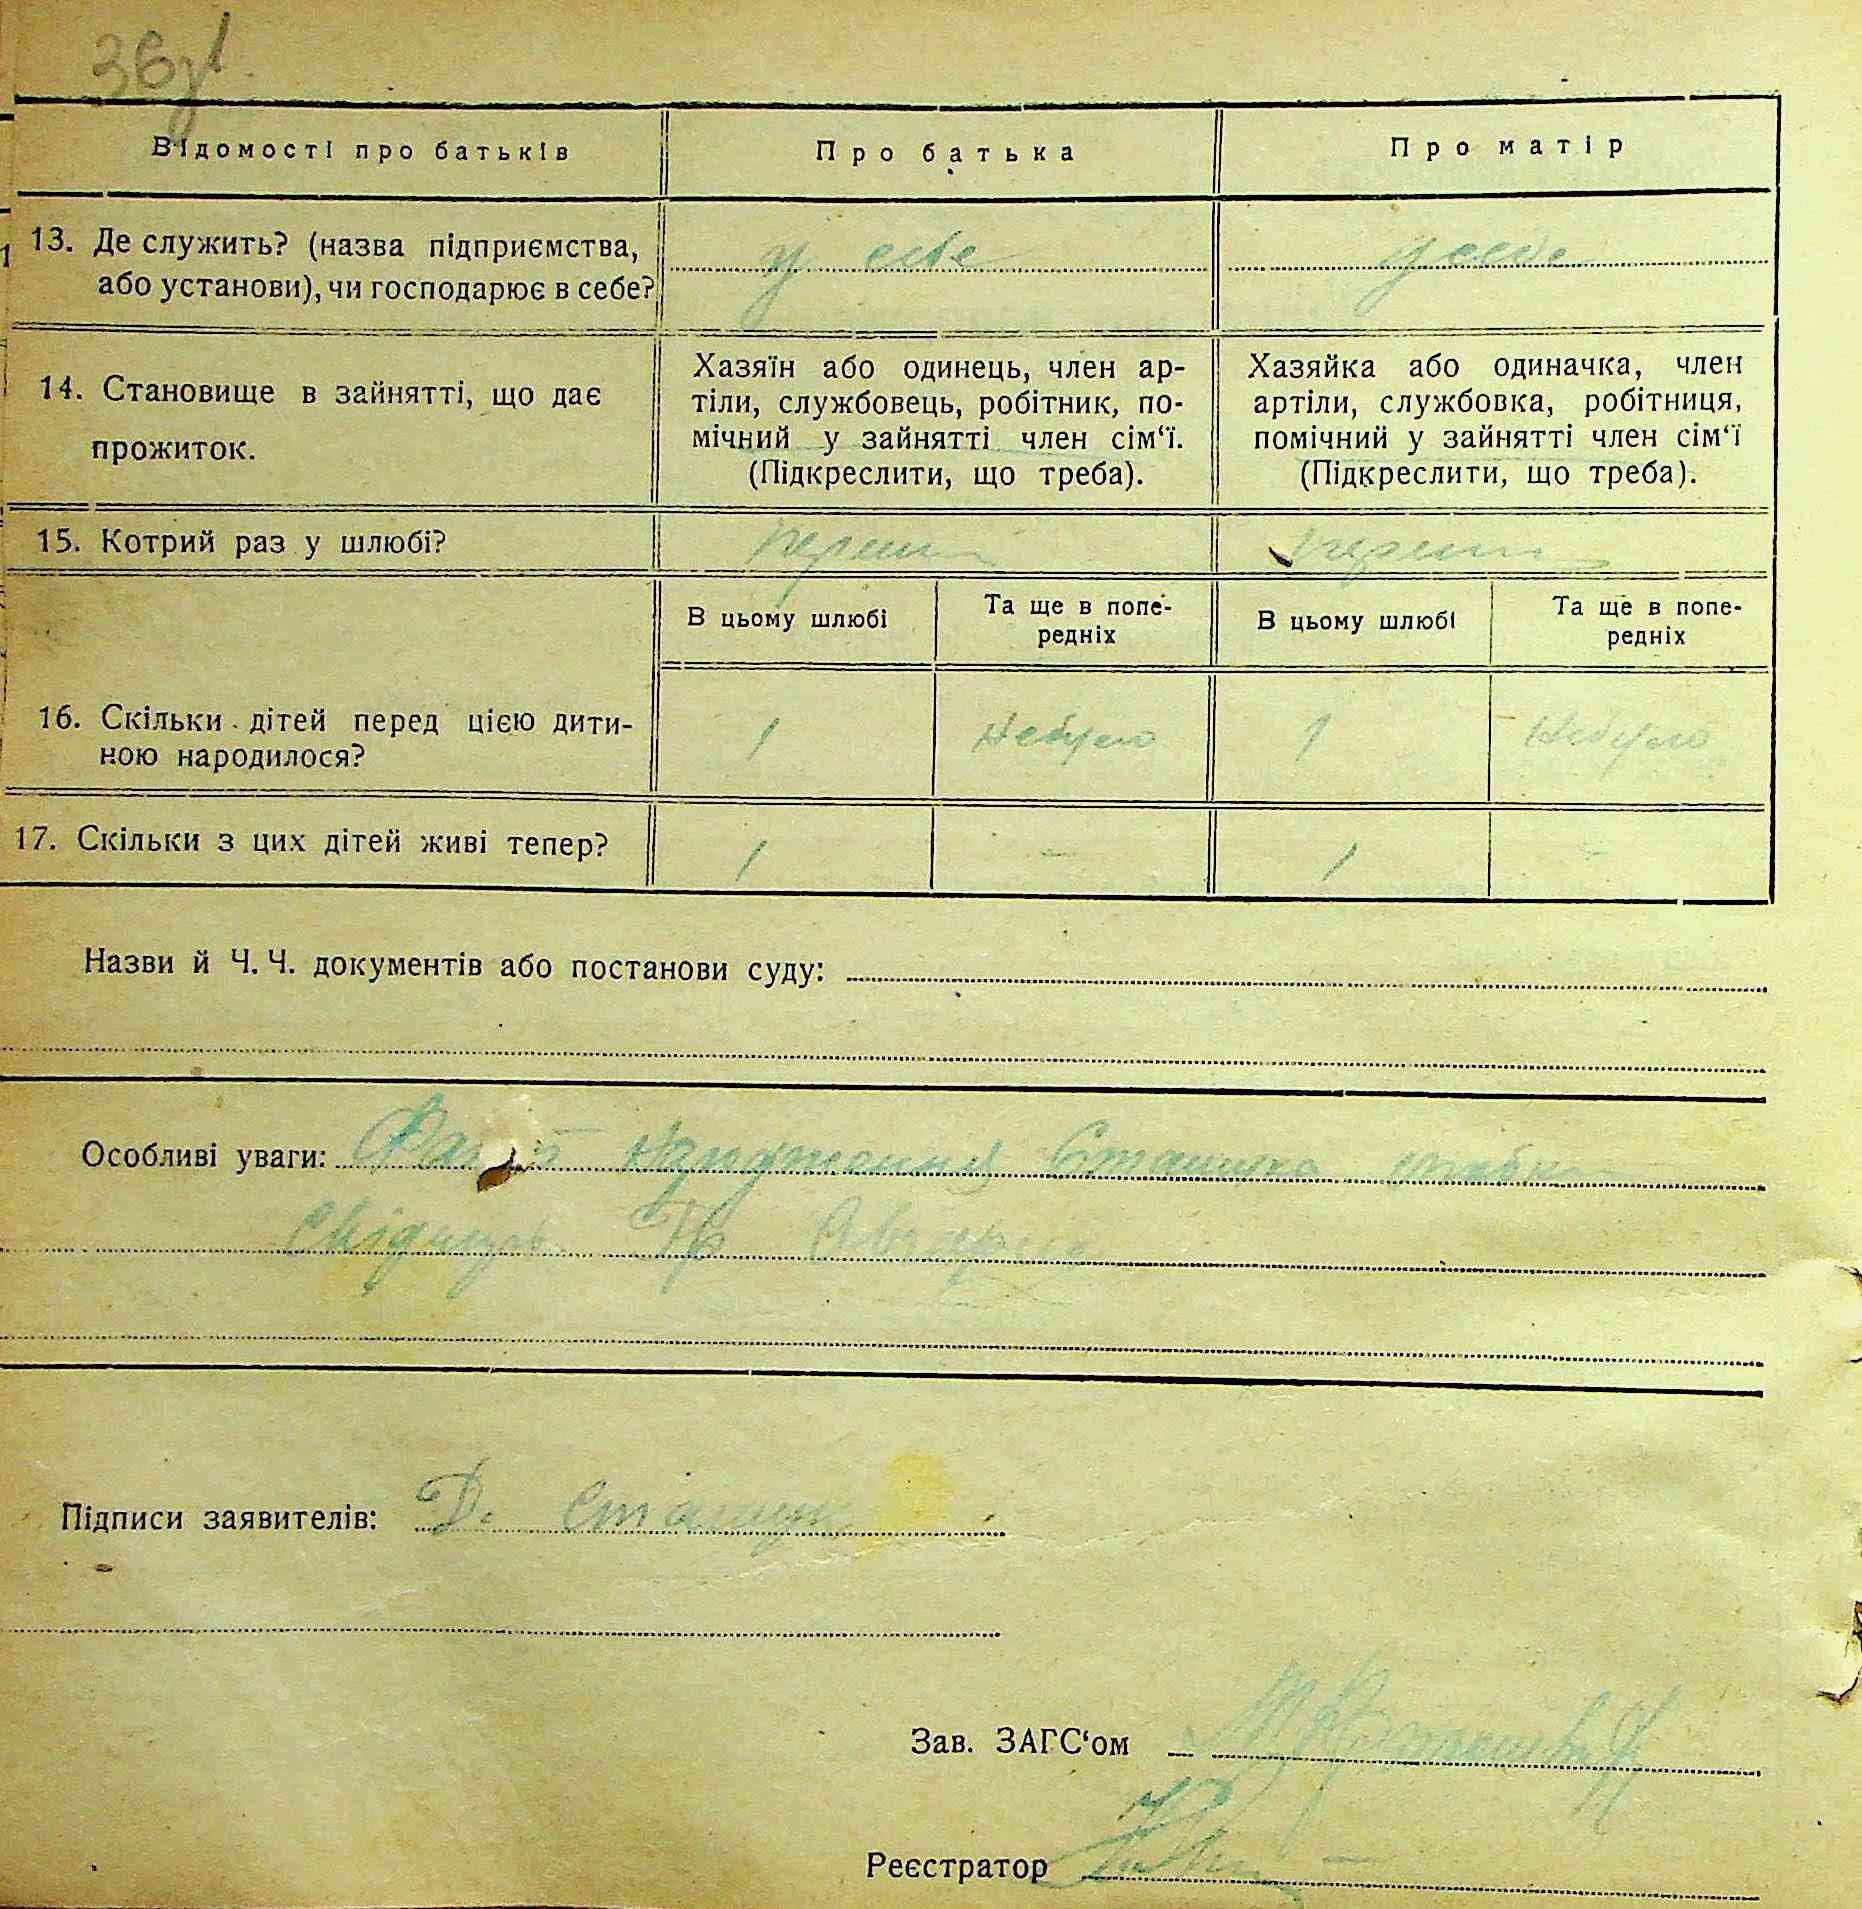 36
Відомості про батьків
Про батька
Про матір
13. Де служить? (назва підприємства,
або установи), чи господарює в себе?
у себе
у себе
14. Становище в зайнятті, що дає
прожиток.
Хазяїн або одинець, член ар-
тіли, службовець, робітник, по-
мічний у зайнятті член сім‘ї.
(Підкреслити, що треба).
Хазяйка або одиначка, член
артіли, службовка, робітниця,
помічний у зайнятті член сім‘ї
(Підкреслити, що треба).
15. Котрий раз у шлюбі?
перший
перший
В цьому шлюбі
Та ще в попе-
редніх
В цьому шлюбі
Та ще в попе-
редніх
16. Скільки дітей перед цією дити-
ною народилося?
1
Небуло
1
Небуло
17. Скільки з цих дітей живі тепер?
1
-
1
-
Назви й Ч. Ч. документів або постанови суду:
Особливі уваги: народження
Підписи заявителів: Д. Сташук
Зав. ЗАГС‘ом
Реєстратор